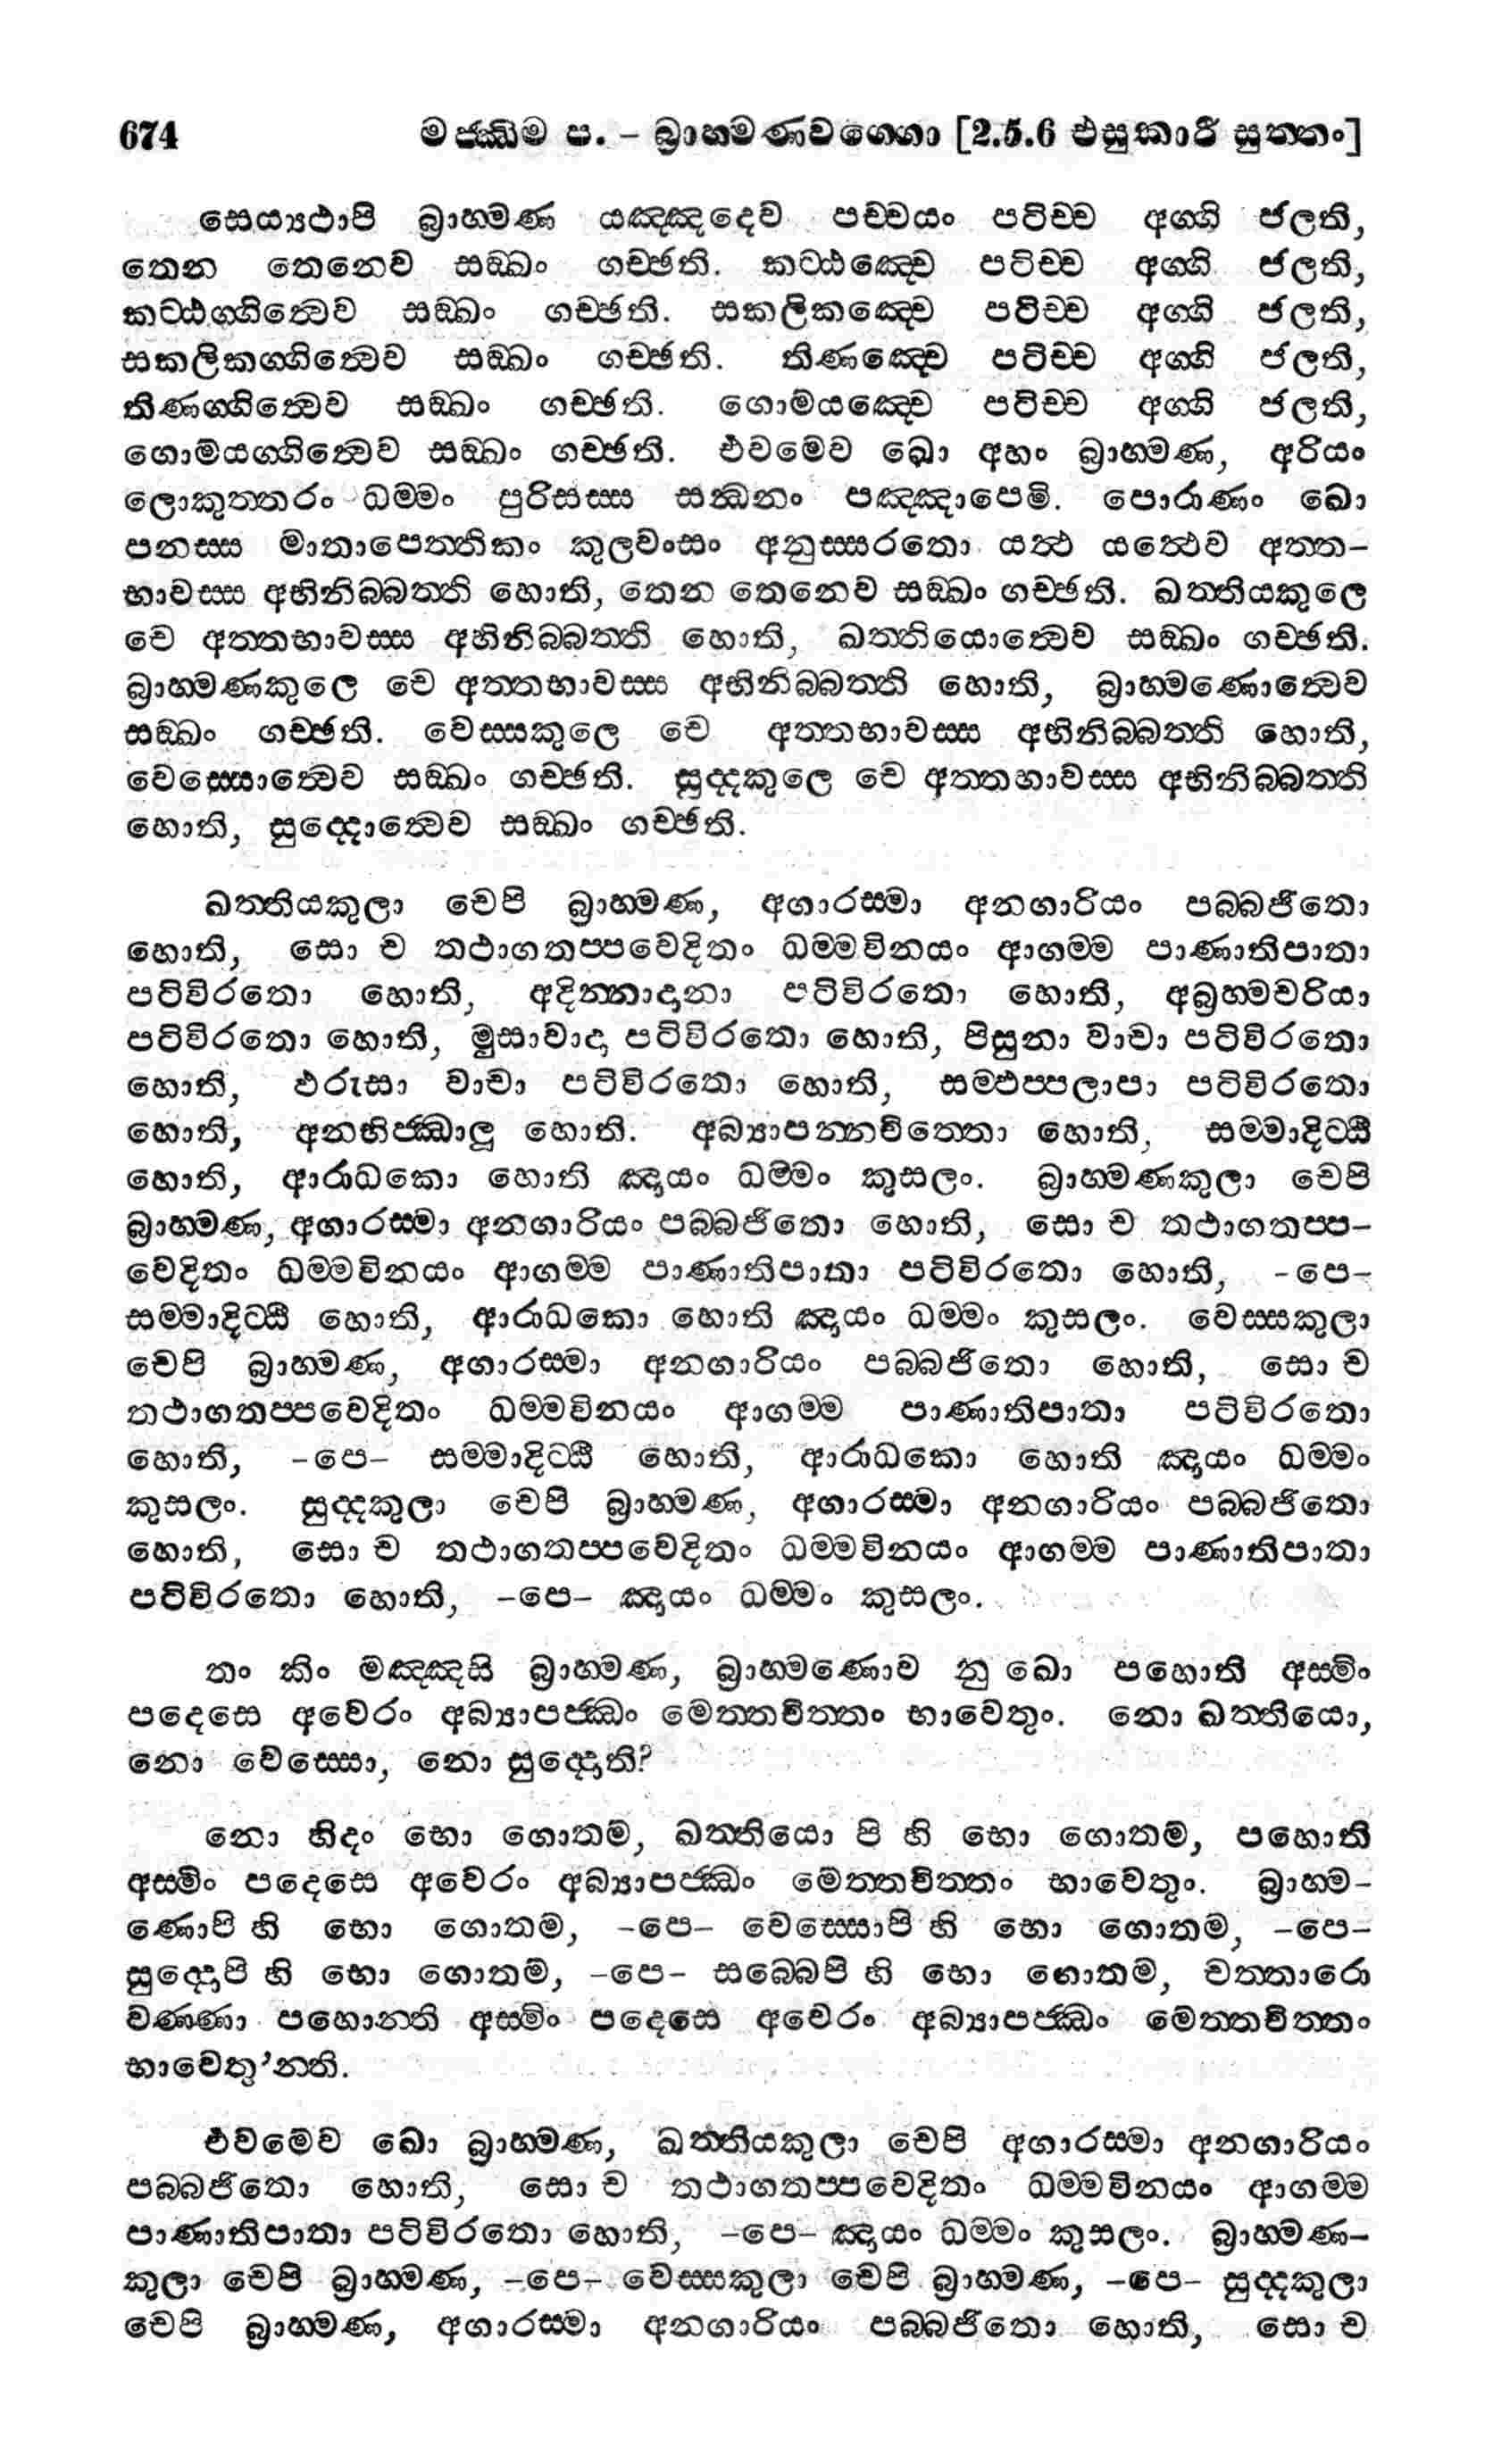 674 මජ්ඣිම ප. – බ්‍රාහ්මණවග්ගො [2.5.6 එසුකාරී සුත්තං]
සෙය්‍යථාපි බ්‍රාහ්මණ යඤ්ඤදෙව පච්චයං පටිච්ච අග්ගි ජලති,
තෙන තෙනෙව සඞ්ඛං ගච්ඡති. කට්ඨඤ්චෙ පටිච්ච අග්ගි ජලති,
කට්ඨග්ගිත්වෙව සඞ්ඛං ගච්ඡති. සකලිකඤ්චෙ පටිච්ච අග්ගි ජලති,
සකලිකග්ගිත්වෙව සඞ්ඛං ගච්ඡති. තිණඤ්චෙ පටිච්ච අග්ගි ජලති,
තිණග්ගිත්වෙව සඞ්ඛං ගච්ඡති. ගොමයඤ්චෙ පටිච්ච අග්ගි ජලති,
ගොමයග්ගිත්වෙව සඞ්ඛං ගච්ඡති. එවමෙව ඛො අහං බ්‍රාහ්මණ, අරියං
ලොකුත්තරං ධම්මං පුරිසස්ස සන්ධනං පඤ්ඤාපෙමි. පොරාණං ඛො
පනස්ස මාතාපෙත්තිකං කුලවංසං අනුස්සරතො යත්ථ යත්ථෙව අත්ත–
භාවස්ස අභිනිබ්බත්ති හොති, තෙන තෙනෙව සඞ්ඛං ගච්ඡති. ඛත්තියකුලෙ
චෙ අත්තභාවස්ස අභිනිබ්බත්ති හොති, ඛත්තියොත්වෙව සඞ්ඛං ගච්ඡති.
බ්‍රාහ්මණකුලෙ චෙ අත්තභාවස්ස අභිනිබ්බත්ති හොති, බ්‍රාහ්මණොත්වෙව
සඞ්ඛං ගච්ඡති. වෙස්සකුලෙ චෙ අත්තභාවස්ස අභිනිබ්බත්ති හොති,
වෙස්සොත්වෙව සඞ්ඛං ගච්ඡති. සුද්දකුලෙ චෙ අත්තභාවස්ස අභිනිබ්බත්ති
හොති, සුද්දොත්වෙව සඞ්ඛං ගච්ඡති.
ඛත්තියකුලා චෙපි බ්‍රාහ්මණ, අගාරස්මා අනගාරියං පබ්බජිතො
හොති, සො ච තථාගතප්පවෙදිතං ධම්මවිනයං ආගම්ම පාණාතිපාතා
පටිවිරතො හොති, අදින්නාදානා පටිවිරතො හොති, අබ්‍රහ්මචරියා
පටිවිරතො හොති, මුසාවාදා පටිවිරතො හොති, පිසුනා වාචා පටිවිරතො
හොති, ඵරුසා වාචා පටිවිරතො හොති, සම්ඵප්පලාපා පටිවිරතො
හොති, අනභිජ්ඣාලු හොති. අබ්‍යාපන්නචිත්තො හොති, සම්මාදිට්ඨී
හොති, ආරාධකො හොති ඤායං ධම්මං කුසලං. බ්‍රාහ්මණකුලා චෙපි
බ්‍රාහ්මණ, අගාරස්මා අනගාරියං පබ්බජිතො හොති, සො ච තථාගතප්ප–
වෙදිතං ධම්මවිනයං ආගම්ම පාණාතිපාතා පටිවිරතො හොති, –පෙ–
සම්මාදිට්ඨී හොති, ආරාධකො හොති ඤායං ධම්මං කුසලං. වෙස්සකුලා
චෙපි බ්‍රාහ්මණ, අගාරස්මා අනගාරියං පබ්බජිතො හොති, සො ච
තථාගතප්පවෙදිතං ධම්මවිනයං ආගම්ම පාණාතිපාතා පටිවිරතො
හොති, –පෙ– සම්මාදිට්ඨී හොති, ආරාධකො හොති ඤායං ධම්මං
කුසලං. සුද්දකුලා චෙපි බ්‍රාහ්මණ, අගාරස්මා අනගාරියං පබ්බජිතො
හොති, සො ච තථාගතප්පවෙදිතං ධම්මවිනයං ආගම්ම පාණාතිපාතා
පටිවිරතො හොති, –පෙ– ඤායං ධම්මං කුසලං.
තං කිං මඤ්ඤසි බ්‍රාහ්මණ, බ්‍රාහ්මණොව නු ඛො පහොති අස්මිං
පදෙසෙ අවෙරං අබ්‍යාපජ්ඣං මෙත්තචිත්තං භාවෙතුං. නො ඛත්තියො,
නො වෙස්සො, නො සුද්දොති?
නො හිදං භො ගොතම, ඛත්තියො පි හි භො ගොතම, පහොති
අස්මිං පදෙසෙ අවෙරං අබ්‍යාපජ්ඣං මෙත්තචිත්තං භාවෙතුං. බ්‍රාහ්ම–
ණොපි හි භො ගොතම, –පෙ– වෙස්සොපි හි භො ගොතම, –පෙ–
සුද්දොපි හි භො ගොතම, –පෙ– සබ්බෙපි හි භො ගොතම, චත්තාරො
වණ්ණා පහොන්ති අස්මිං පදෙසෙ අවෙරං අබ්‍යාපජ්ඣං මෙත්තචිත්තං
භාවෙතු’න්ති.
එවමෙව ඛො බ්‍රාහ්මණ, ඛත්තියකුලා චෙපි අගාරස්මා අනගාරියං
පබ්බජිතො හොති, සො ච තථාගතප්පවෙදිතං ධම්මවිනයං ආගම්ම
පාණාතිපාතා පටිවිරතො හොති, –පෙ– ඤායං ධම්මං කුසලං. බ්‍රාහ්මණ–
කුලා චෙපි බ්‍රාහ්මණ, –පෙ– වෙස්සකුලා චෙපි බ්‍රාහ්මණ, –පෙ– සුද්දකුලා
චෙපි බ්‍රාහ්මණ, අගාරස්මා අනගාරියං පබ්බජිතො හොති, සො ච